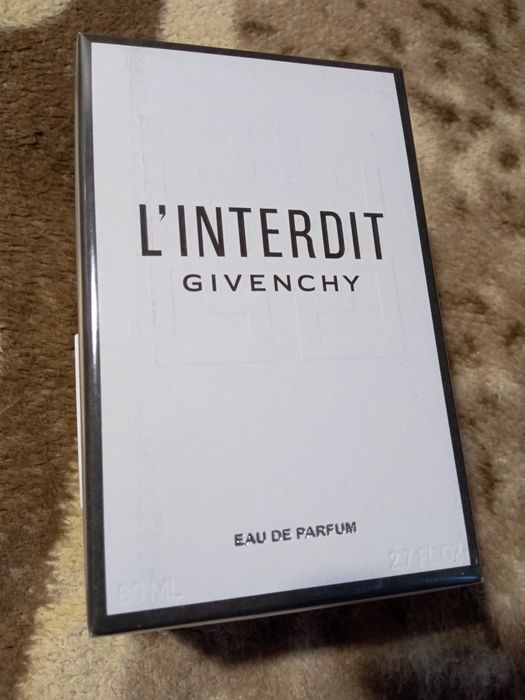 L'INTERDIT
GIVENCHY
EAU DE PARFUM
80 ML
2.7 FL.OZ